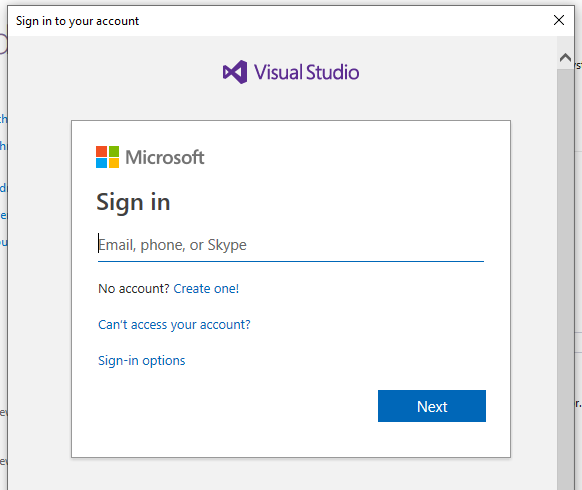 Sign in to your account
Visual Studio
Microsoft
Sign in
Email, phone, or Skype
No account? Create one!
Can't access your account?
Sign-in options
Next